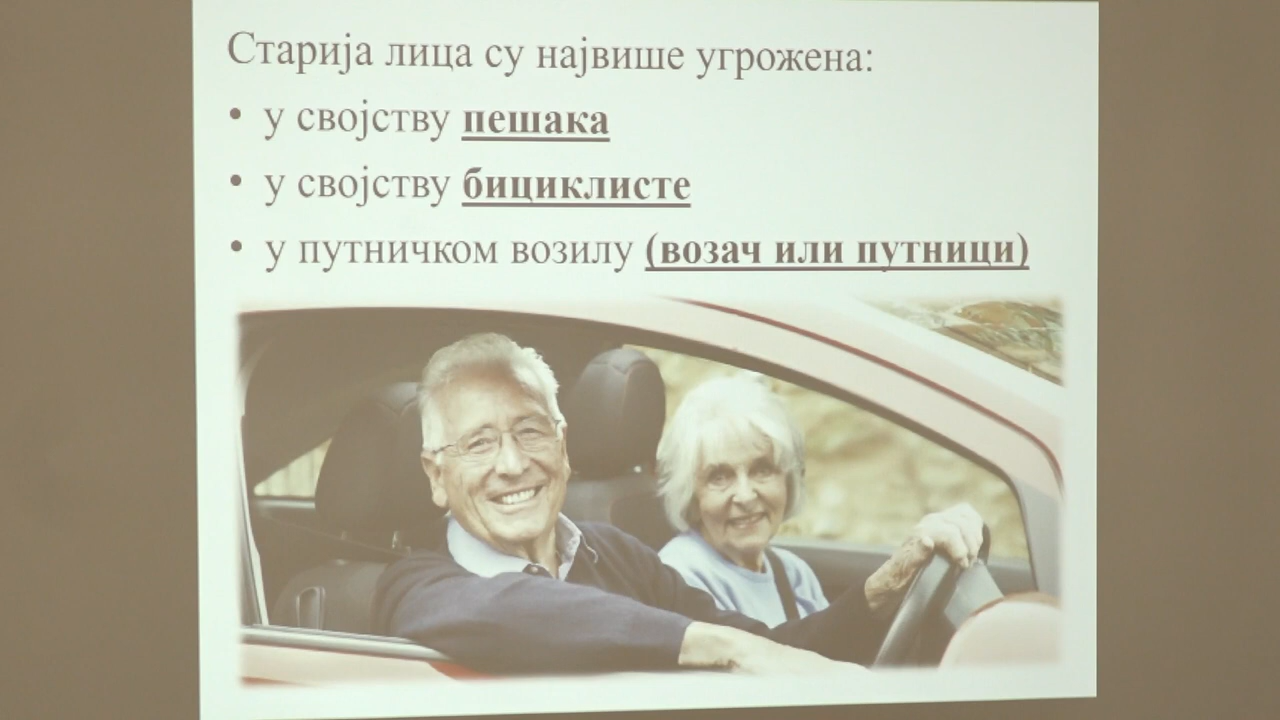 Старија лица су највише угрожена:
• у својству пешака
• у својству бициклисте
• у путничком возилу (возач или путници)